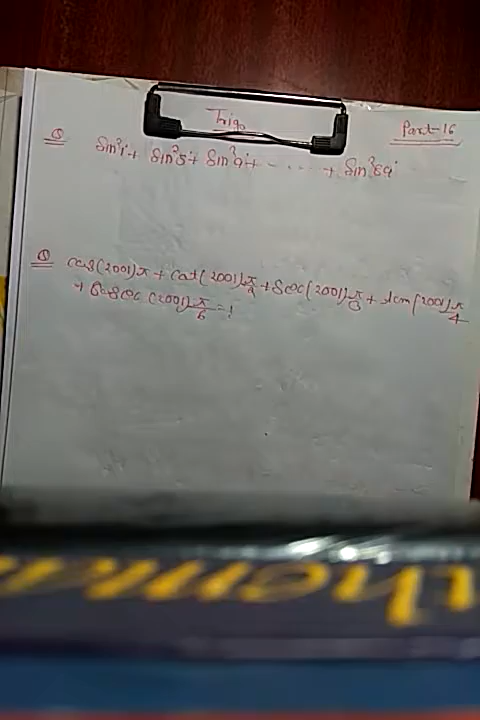 Trigo
Part-16
Q sin²1° + sin²5° + sin²9° + ------ + sin²89°
Q cos(2001)π + cot(2001)π/2 + sec(2001)π/3 + tan(2001)π/4
+ cosec(2001)π/6 = ?